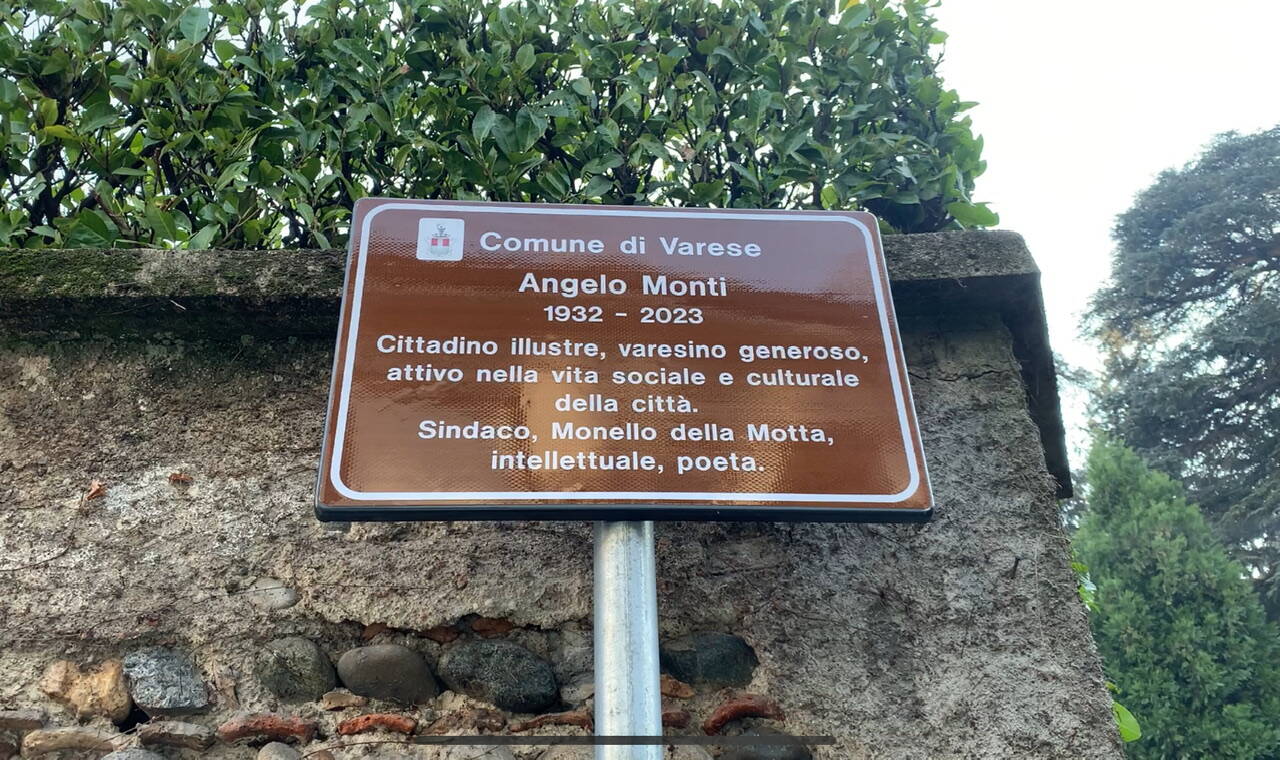 Comune di Varese
Angelo Monti
1932 - 2023
Cittadino illustre, varesino generoso,
attivo nella vita sociale e culturale
della città.
Sindaco, Monello della Motta,
intellettuale, poeta.